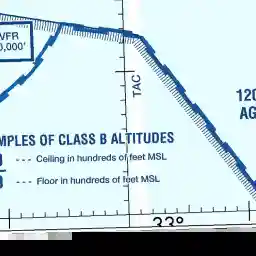 VFR
0,000'
TAC
120
AG
MPLES OF CLASS B ALTITUDES
--- Ceiling in hundreds of feet MSL
--- Floor in hundreds of feet MSL
33°